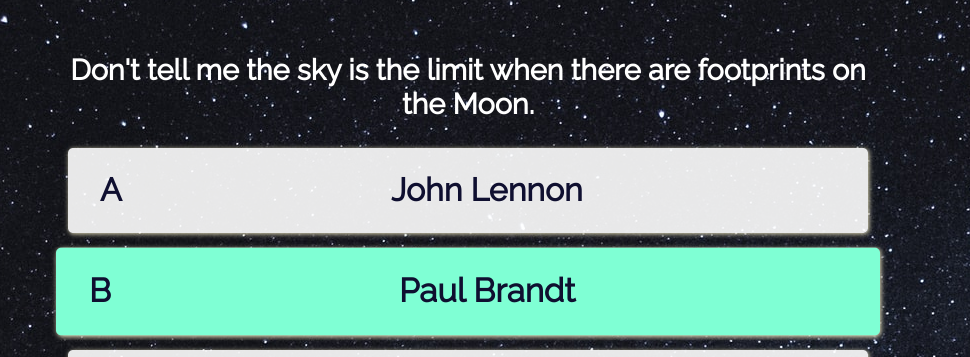 Don't tell me the sky is the limit when there are footprints on
the Moon.
A John Lennon
B Paul Brandt